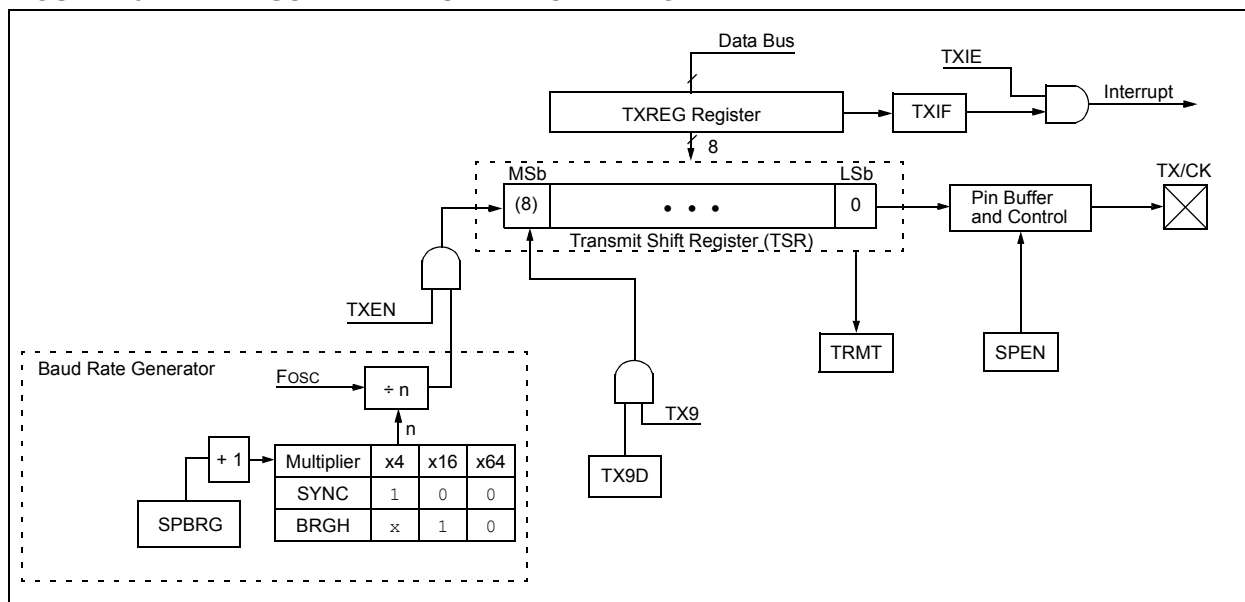 Data Bus
TXIE
Interrupt
TXREG Register
TXIF
8
MSb
LSb
TX/CK
(8)
• • •
0
Pin Buffer
and Control
Transmit Shift Register (TSR)
TXEN
TRMT
SPEN
Baud Rate Generator
FOSC
÷ n
n
TX9
+ 1
Multiplier x4 x16 x64
TX9D
SYNC 1 0 0
SPBRG
BRGH x 1 0